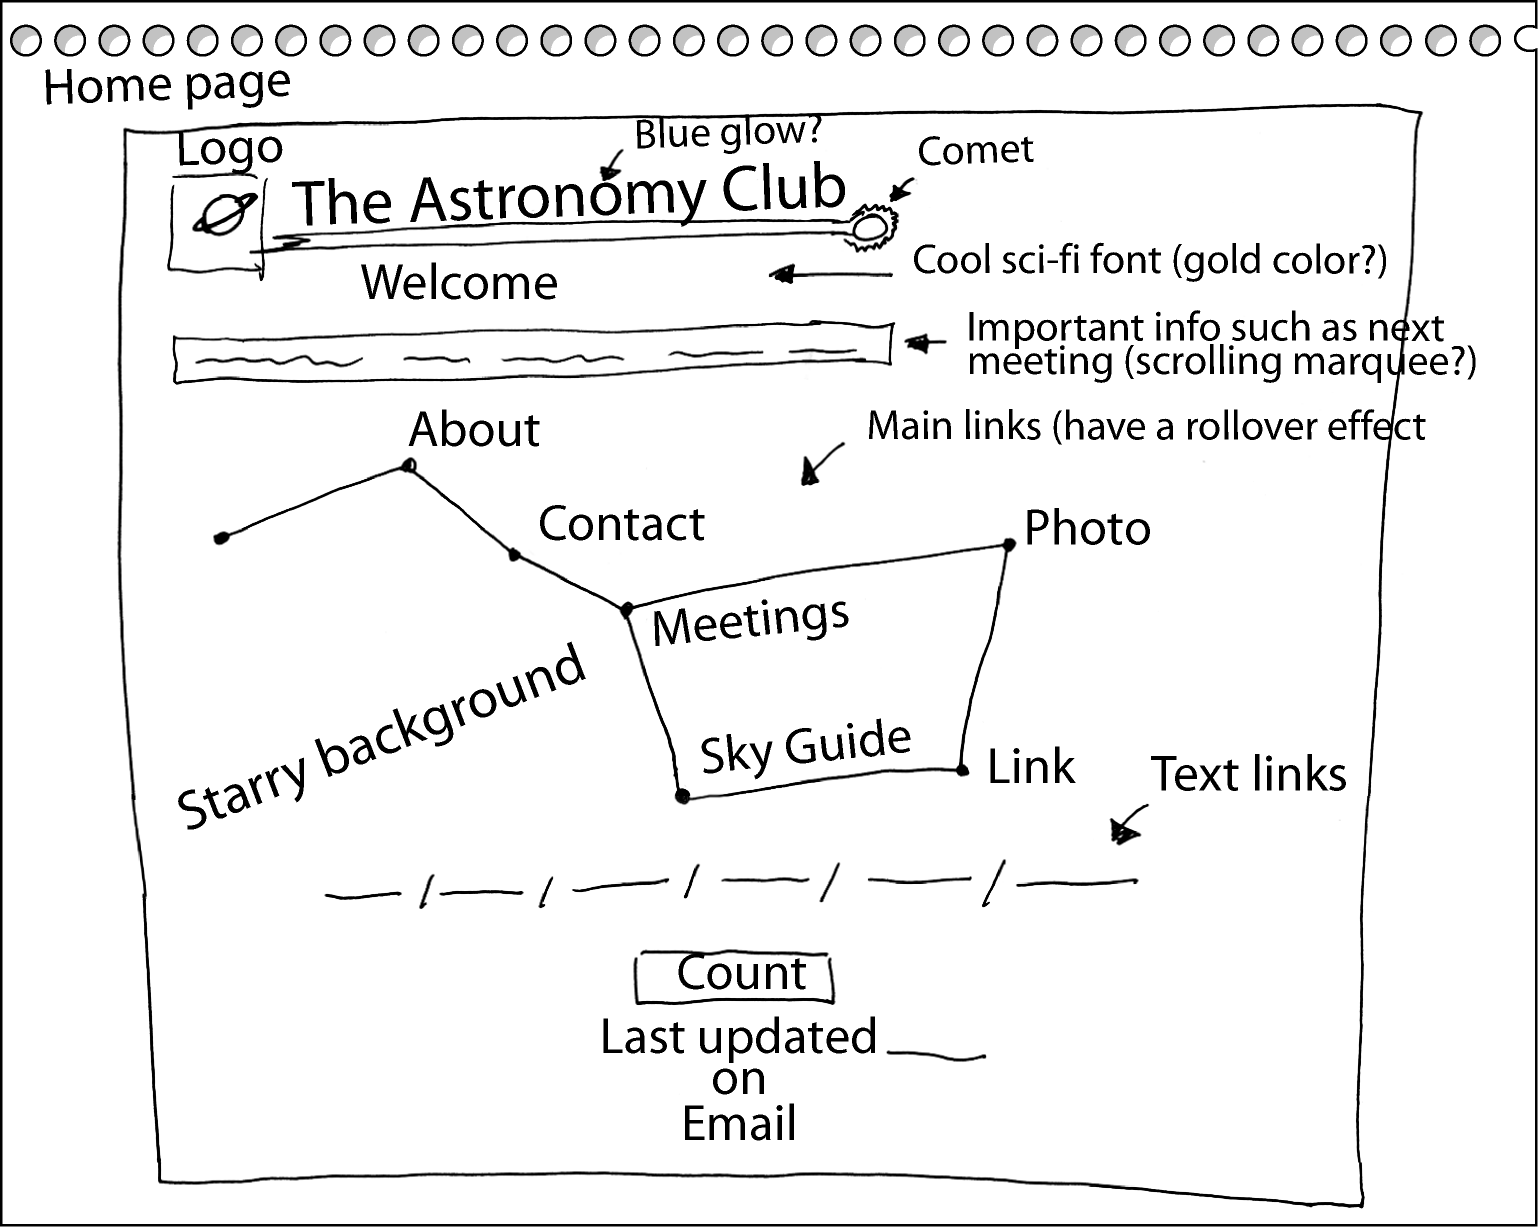 Home page
Logo
Blue glow?
Comet
The Astronomy Club
Welcome
Cool sci-fi font (gold color?)
Important info such as next
meeting (scrolling marquee?)
About
Main links (have a rollover effect
Contact
Photo
Meetings
Starry background
Sky Guide
Link
Text links
/ / / / /
Count
Last updated
on
Email